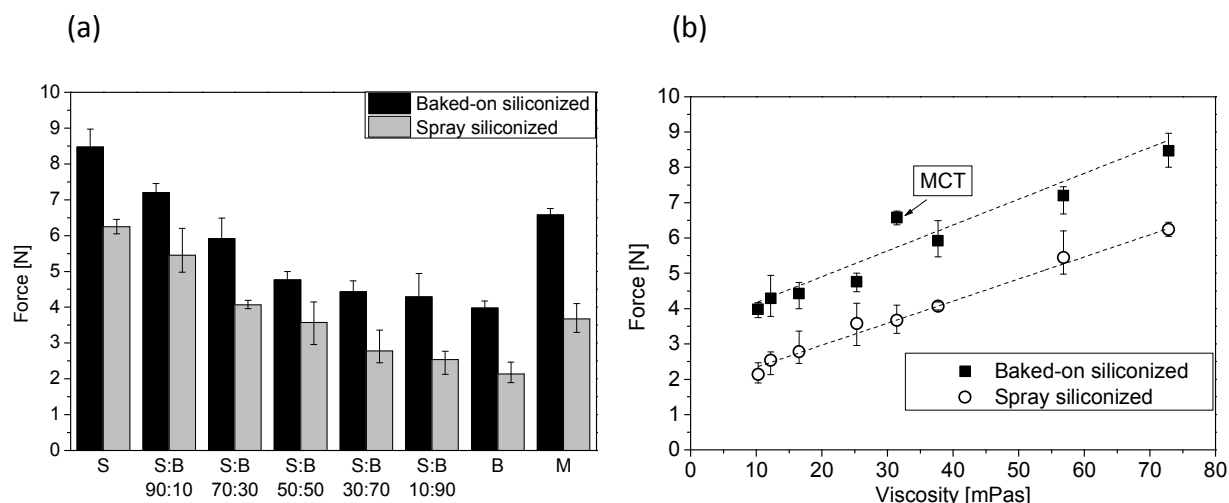 (a)
(b)
10
9
8
7
6
5
4
3
2
1
0
Force [N]
Baked-on siliconized
Spray siliconized
S S:B S:B S:B S:B S:B B M
90:10 70:30 50:50 30:70 10:90
10
9
8
7
6
5
4
3
2
1
0
Force [N]
MCT
Baked-on siliconized
Spray siliconized
0 10 20 30 40 50 60 70 80
Viscosity [mPas]